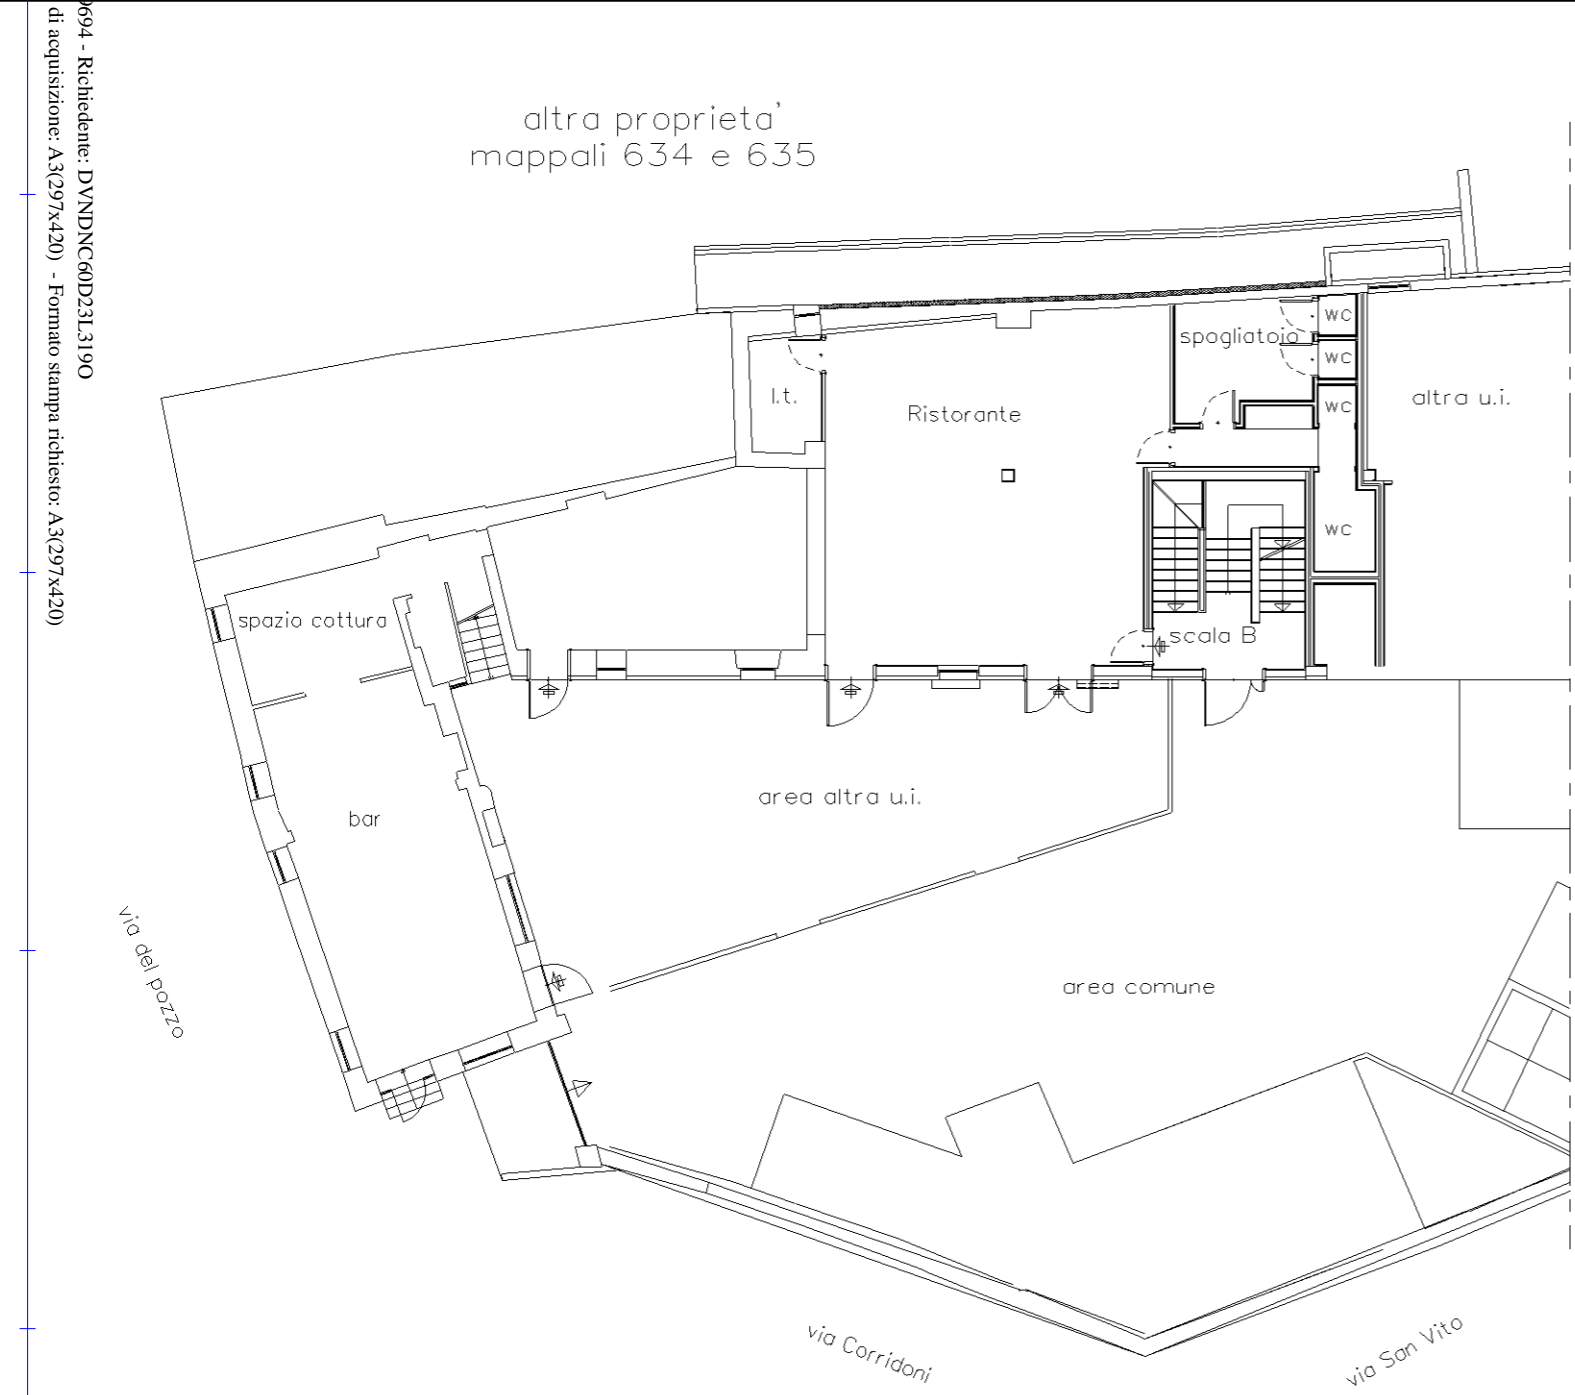 9694 - Richiedente: DVNDNC60D23L319O
di acquisizione: A3(297x420) - Formato stampa richiesto: A3(297x420)
altra proprieta'
mappali 634 e 635
wc
spogliatoio
wc
l.t.
Ristorante
wc
altra u.i.
wc
spazio cottura
scala B
area altra u.i.
bar
via del pozzo
area comune
via Corridoni
via San Vito